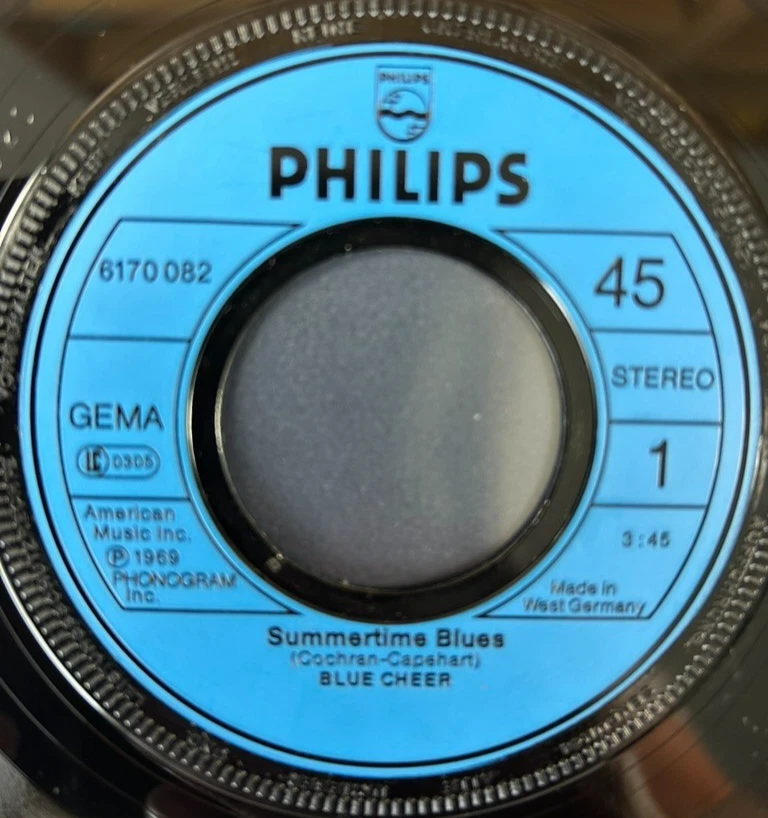 PHILIPS
PHILIPS
6170 082
45
STEREO
GEMA
LC 0305
1
American
Music Inc.
℗ 1969
PHONOGRAM
Inc.
3:45
Made in
West Germany
Summertime Blues
(Cochran-Capehart)
BLUE CHEER